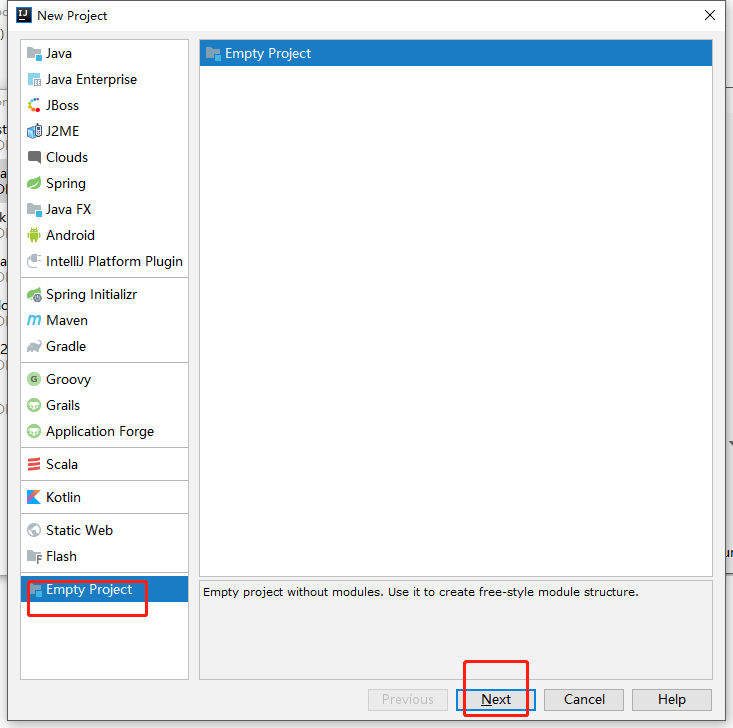 New Project
Java
Java Enterprise
JBoss
J2ME
Clouds
Spring
Java FX
Android
IntelliJ Platform Plugin
Spring Initializr
Maven
Gradle
Groovy
Grails
Application Forge
Scala
Kotlin
Static Web
Flash
Empty Project
Empty Project
Empty project without modules. Use it to create free-style module structure.
Previous
Next
Cancel
Help